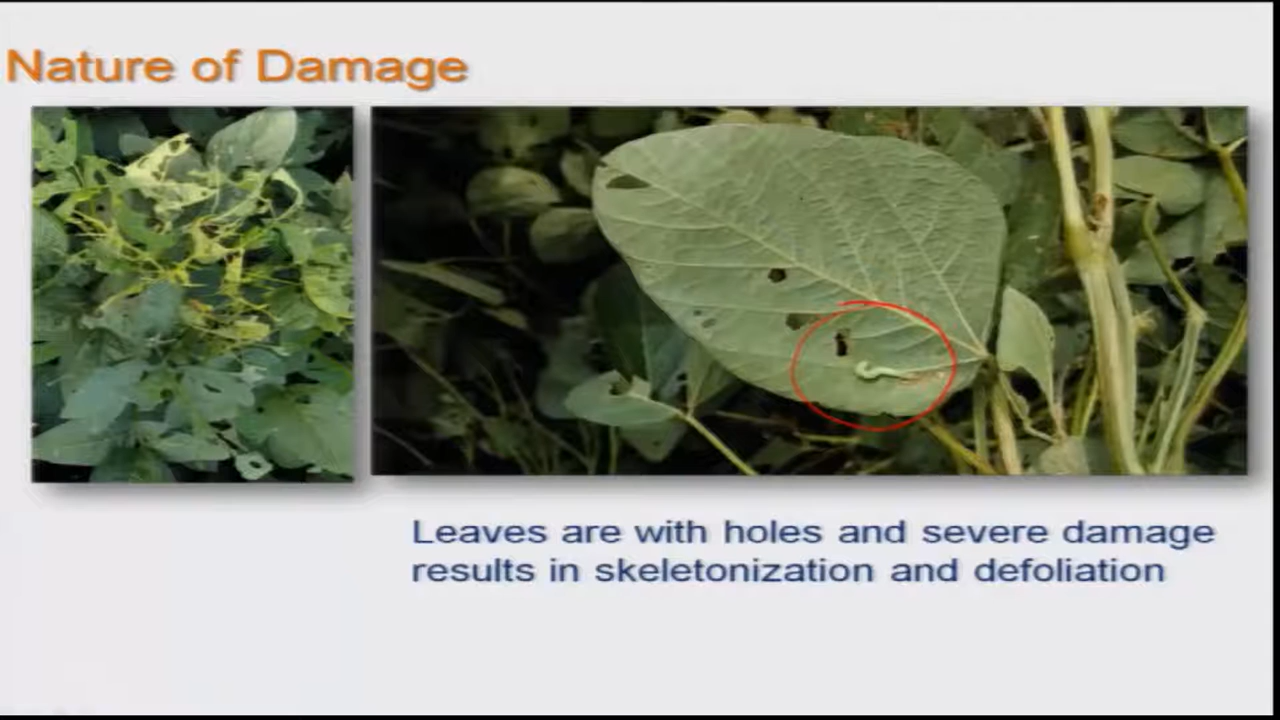 Nature of Damage
Leaves are with holes and severe damage
results in skeletonization and defoliation